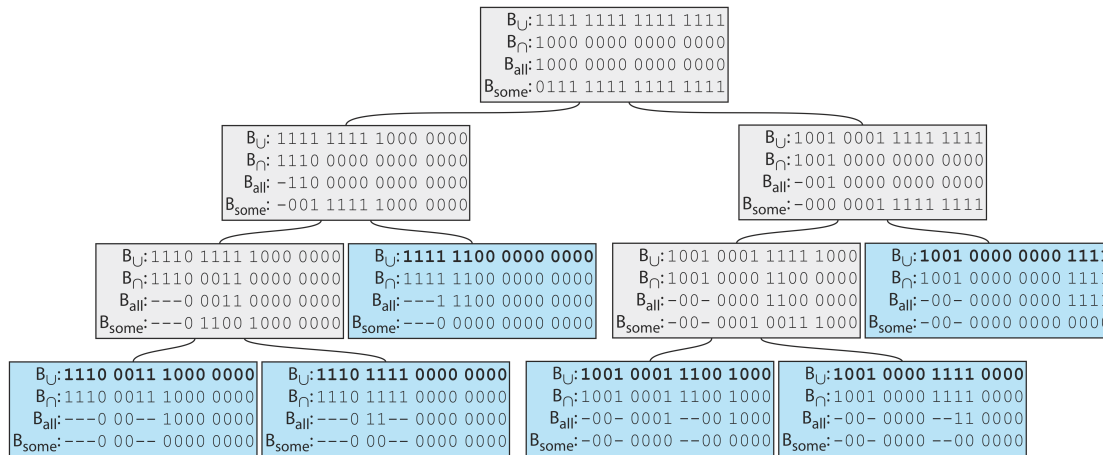 B∪: 1111 1111 1111 1111
B∩: 1000 0000 0000 0000
Ball: 1000 0000 0000 0000
Bsome: 0111 1111 1111 1111
B∪: 1111 1111 1000 0000
B∩: 1110 0000 0000 0000
Ball: -110 0000 0000 0000
Bsome: -001 1111 1000 0000
B∪: 1001 0001 1111 1111
B∩: 1001 0000 0000 0000
Ball: -001 0000 0000 0000
Bsome: -000 0001 1111 1111
B∪: 1110 1111 1000 0000
B∩: 1110 0011 0000 0000
Ball: ---0 0011 0000 0000
Bsome: ---0 1100 1000 0000
B∪: 1111 1100 0000 0000
B∩: 1111 1100 0000 0000
Ball: ---1 1100 0000 0000
Bsome: ---0 0000 0000 0000
B∪: 1001 0001 1111 1000
B∩: 1001 0000 1100 0000
Ball: -00- 0000 1100 0000
Bsome: -00- 0001 0011 1000
B∪: 1001 0000 0000 1111
B∩: 1001 0000 0000 1111
Ball: -00- 0000 0000 1111
Bsome: -00- 0000 0000 0000
B∪: 1110 0011 1000 0000
B∩: 1110 0011 1000 0000
Ball: ---0 00-- 1000 0000
Bsome: ---0 00-- 0000 0000
B∪: 1110 1111 0000 0000
B∩: 1110 1111 0000 0000
Ball: ---0 11-- 0000 0000
Bsome: ---0 00-- 0000 0000
B∪: 1001 0001 1100 1000
B∩: 1001 0001 1100 1000
Ball: -00- 0001 --00 1000
Bsome: -00- 0000 --00 0000
B∪: 1001 0000 1111 0000
B∩: 1001 0000 1111 0000
Ball: -00- 0000 --11 0000
Bsome: -00- 0000 --00 0000